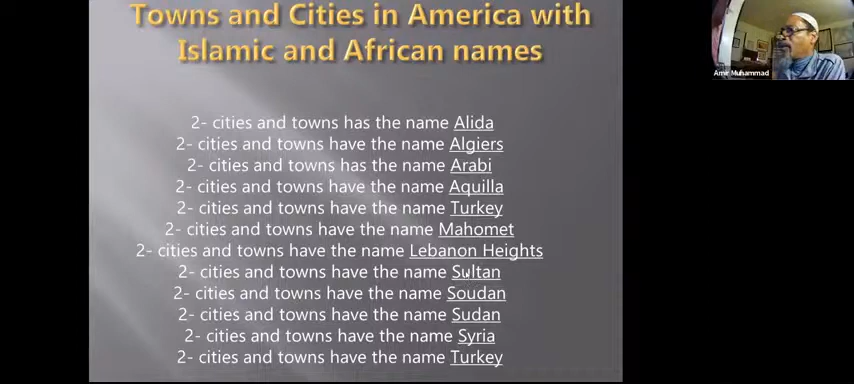 Towns and Cities in America with
Islamic and African names
2- cities and towns has the name Alida
2- cities and towns have the name Algiers
2- cities and towns has the name Arabi
2- cities and towns have the name Aquilla
2- cities and towns have the name Turkey
2- cities and towns have the name Mahomet
2- cities and towns have the name Lebanon Heights
2- cities and towns have the name Sultan
2- cities and towns have the name Soudan
2- cities and towns have the name Sudan
2- cities and towns have the name Syria
2- cities and towns have the name Turkey
Amir Muhammad